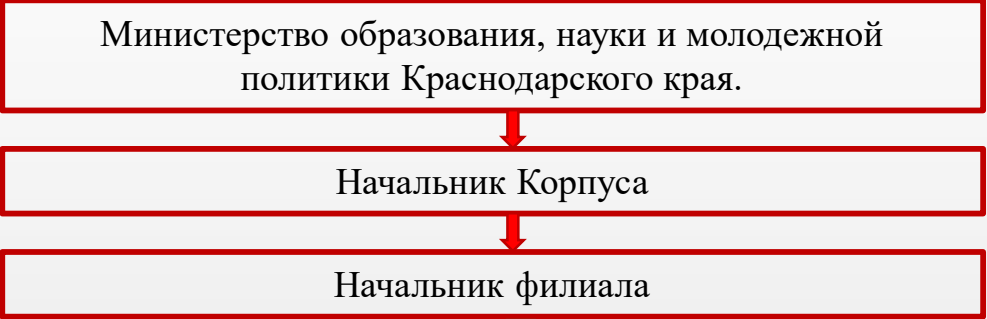 Министерство образования, науки и молодежной
политики Краснодарского края.
Начальник Корпуса
Начальник филиала